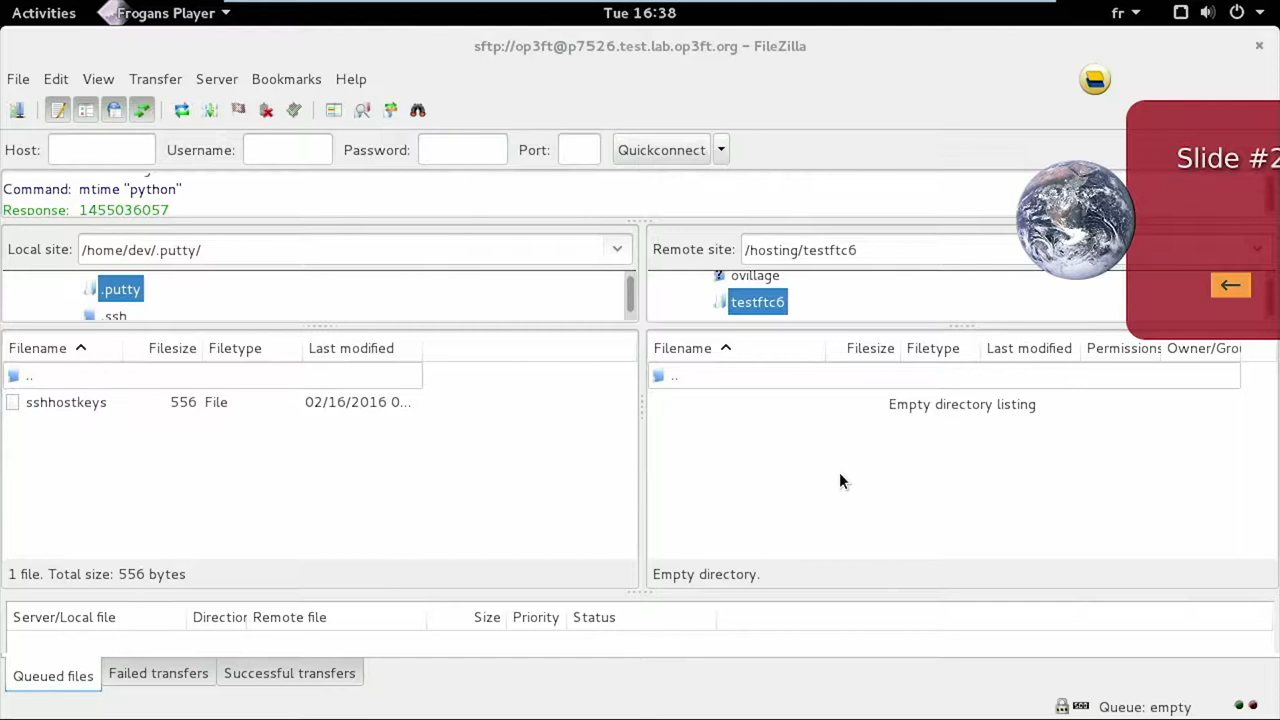 Activities Frogans Player Tue 16:38 fr
sftp://op3ft@p7526.test.lab.op3ft.org – FileZilla ×
File Edit View Transfer Server Bookmarks Help
Host: Username: Password: Port: Quickconnect
Slide #2
Command: mtime "python"
Response: 1455036057
Local site: /home/dev/.putty/
Remote site: /hosting/testftc6
.putty
.ssh
ovillage
testftc6
←
Filename Filesize Filetype Last modified
..
sshhostkeys 556 File 02/16/2016 0...
1 file. Total size: 556 bytes
Filename Filesize Filetype Last modified Permissions Owner/Gro
..
Empty directory listing
Empty directory.
Server/Local file Direction Remote file Size Priority Status
Queued files Failed transfers Successful transfers
Queue: empty